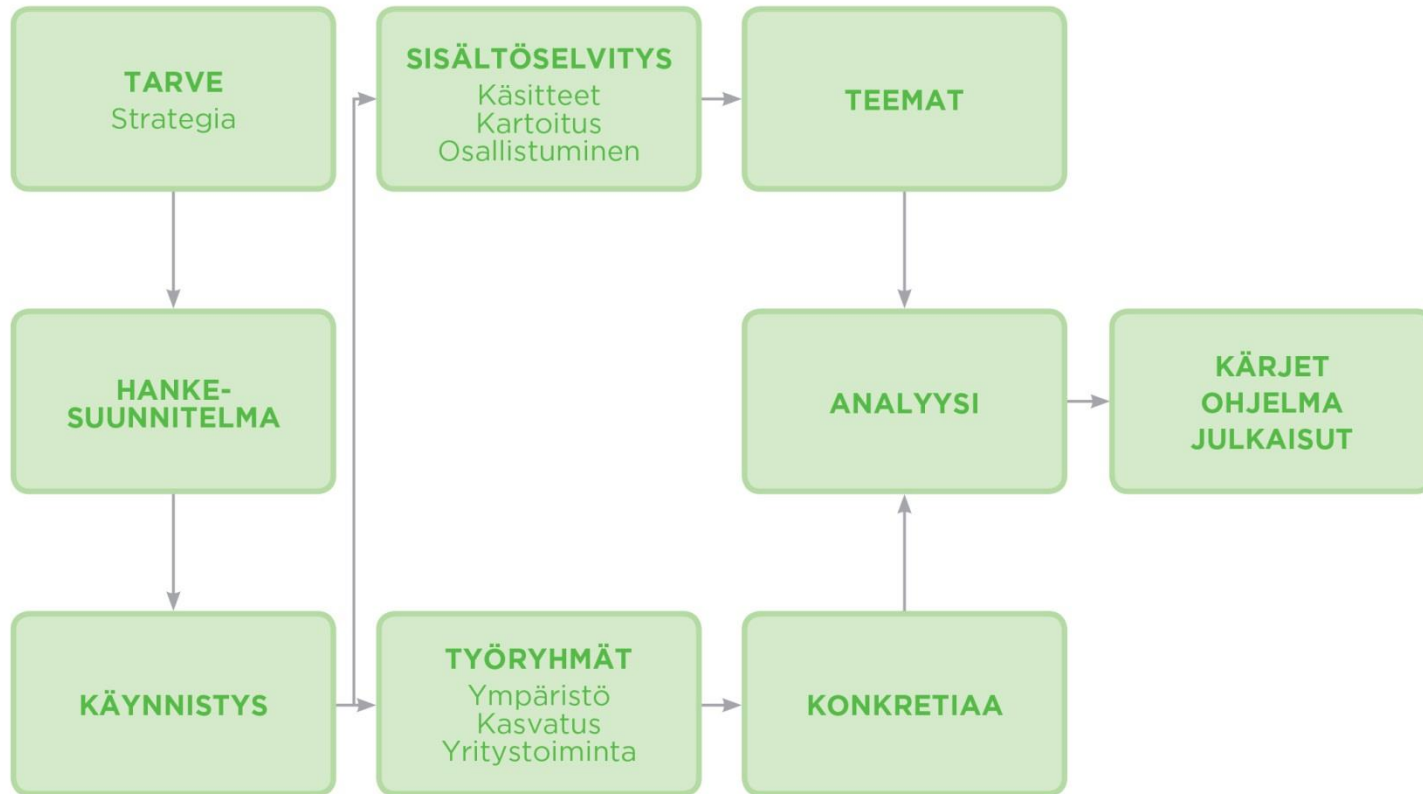 TARVE
Strategia
SISÄLTÖSELVITYS
Käsitteet
Kartoitus
Osallistuminen
TEEMAT
HANKE-
SUUNNITELMA
ANALYYSI
KÄRJET
OHJELMA
JULKAISUT
KÄYNNISTYS
TYÖRYHMÄT
Ympäristö
Kasvatus
Yritystoiminta
KONKRETIAA